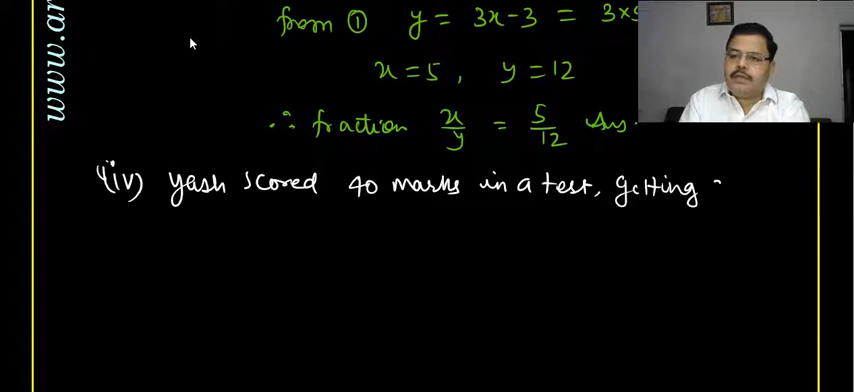 www.ar
from ① y = 3x-3 = 3×5
x = 5 , y = 12
∴ fraction x/y = 5/12 Ans.
(iv) Yash scored 40 marks in a test, getting